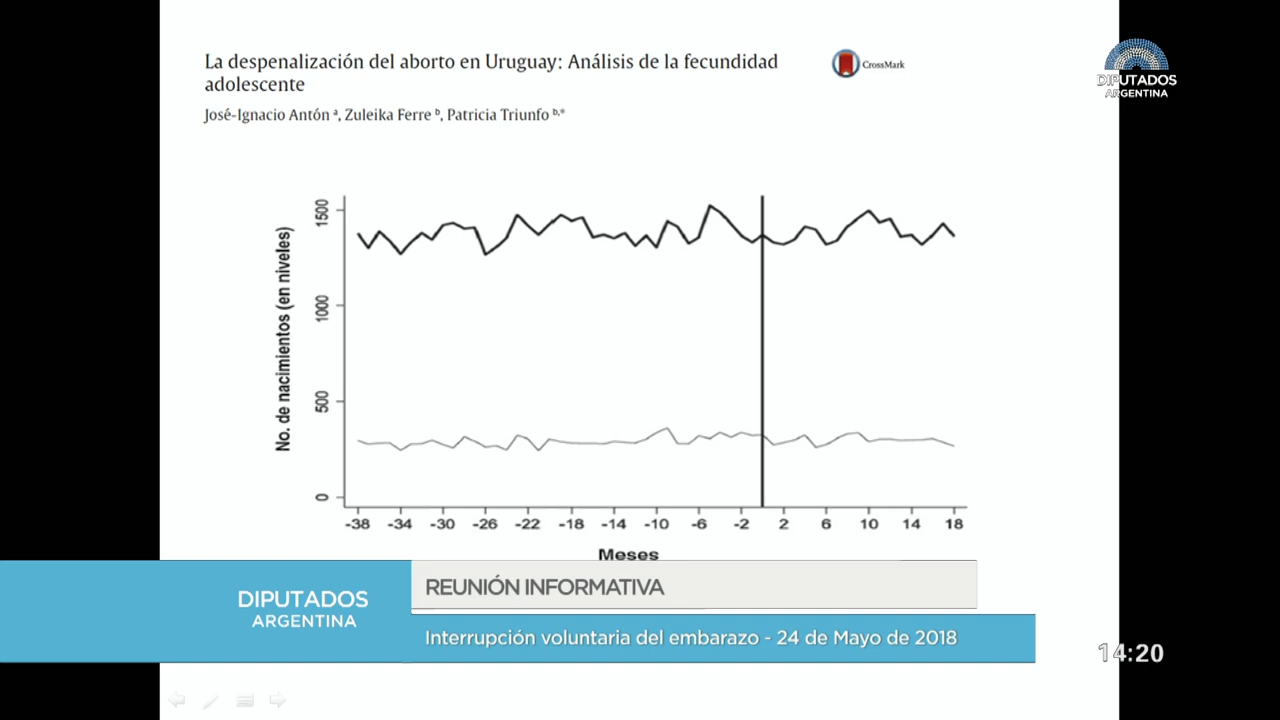 La despenalización del aborto en Uruguay: Análisis de la fecundidad
adolescente
José-Ignacio Antón a, Zuleika Ferre b, Patricia Triunfo b,*
CrossMark
DIPUTADOS
ARGENTINA
No. de nacimientos (en niveles)
1500
1000
500
0
-38 -34 -30 -26 -22 -18 -14 -10 -6 -2 2 6 10 14 18
Meses
DIPUTADOS
ARGENTINA
REUNIÓN INFORMATIVA
Interrupción voluntaria del embarazo - 24 de Mayo de 2018
14:20